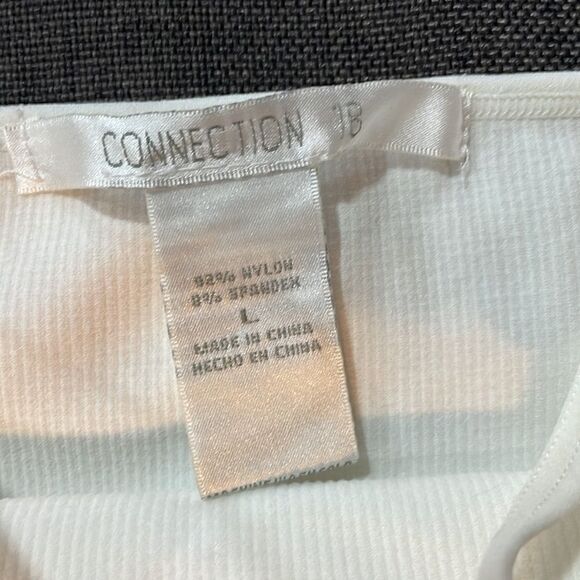 CONNECTION 18
92% NYLON
8% SPANDEX
L
MADE IN CHINA
HECHO EN CHINA